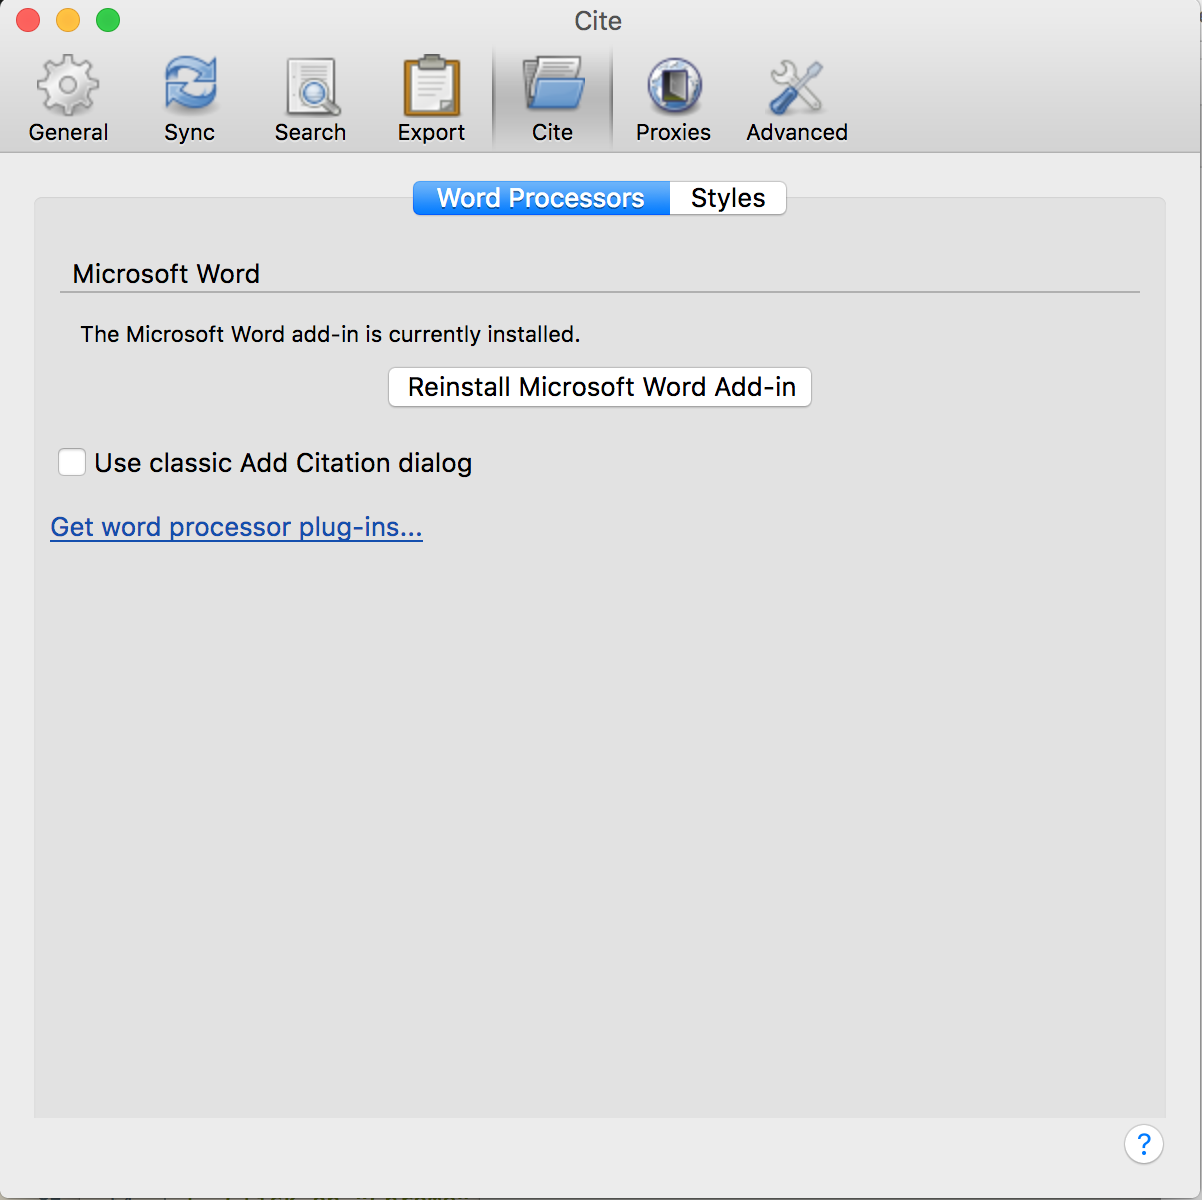 Cite
General Sync Search Export Cite Proxies Advanced
Word Processors Styles
Microsoft Word
The Microsoft Word add-in is currently installed.
Reinstall Microsoft Word Add-in
Use classic Add Citation dialog
Get word processor plug-ins...
?